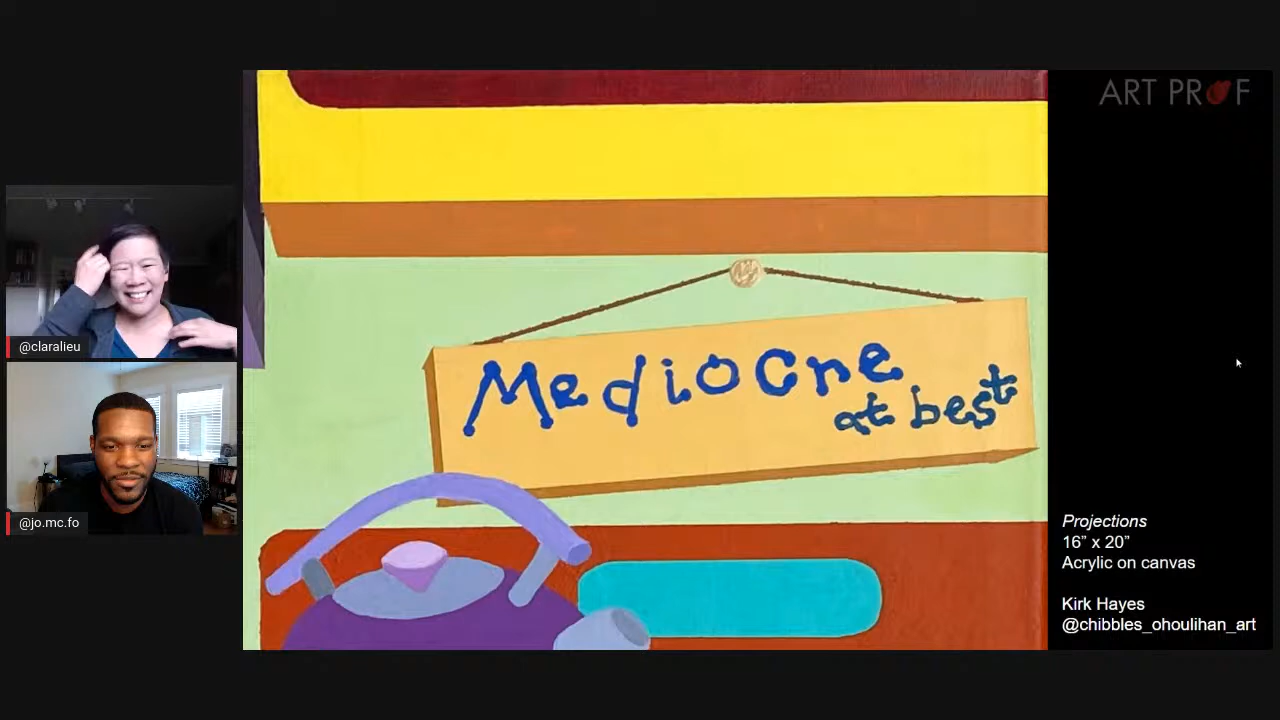 ART PROF
Mediocre
at best
@claralieu
@jo.mc.fo
Projections
16” x 20”
Acrylic on canvas
Kirk Hayes
@chibbles_ohoulihan_art